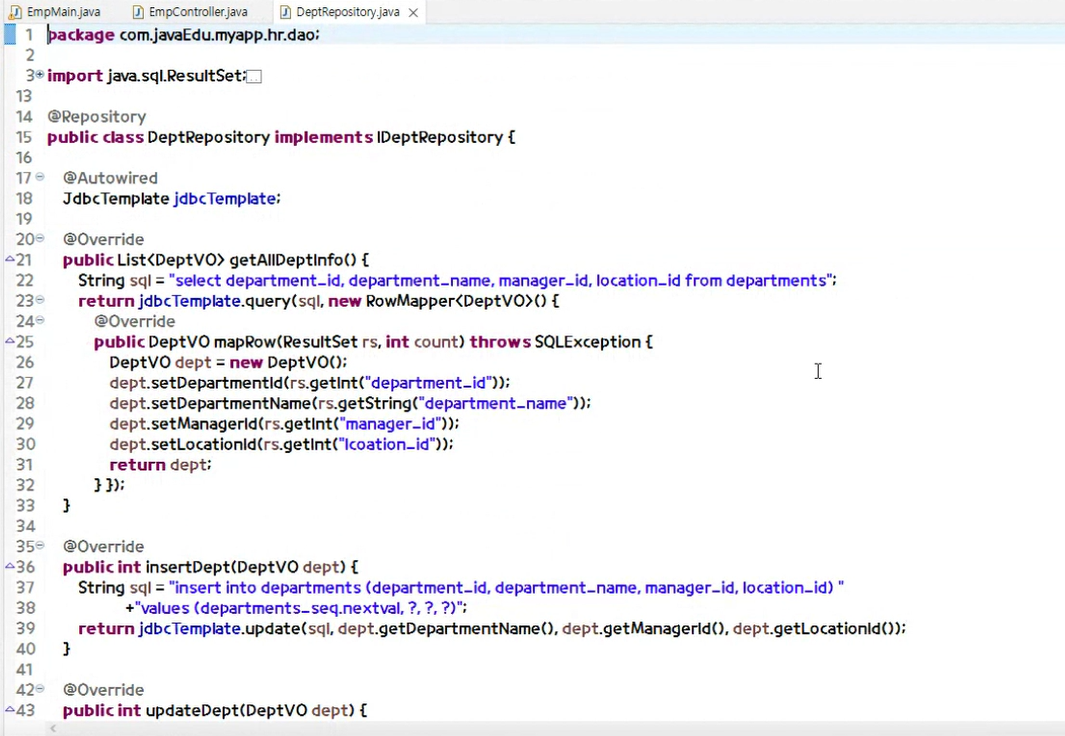 EmpMain.java EmpController.java DeptRepository.java
1 package com.javaEdu.myapp.hr.dao;
2
3 import java.sql.ResultSet;
13
14 @Repository
15 public class DeptRepository implements IDeptRepository {
16
17 @Autowired
18 JdbcTemplate jdbcTemplate;
19
20 @Override
21 public List<DeptVO> getAllDeptInfo() {
22 String sql = "select department_id, department_name, manager_id, location_id from departments";
23 return jdbcTemplate.query(sql, new RowMapper<DeptVO>() {
24 @Override
25 public DeptVO mapRow(ResultSet rs, int count) throws SQLException {
26 DeptVO dept = new DeptVO();
27 dept.setDepartmentId(rs.getInt("department_id"));
28 dept.setDepartmentName(rs.getString("department_name"));
29 dept.setManagerId(rs.getInt("manager_id"));
30 dept.setLocationId(rs.getInt("lcoation_id"));
31 return dept;
32 } });
33 }
34
35 @Override
36 public int insertDept(DeptVO dept) {
37 String sql = "insert into departments (department_id, department_name, manager_id, location_id) "
38 +"values (departments_seq.nextval, ?, ?, ?)";
39 return jdbcTemplate.update(sql, dept.getDepartmentName(), dept.getManagerId(), dept.getLocationId());
40 }
41
42 @Override
43 public int updateDept(DeptVO dept) {